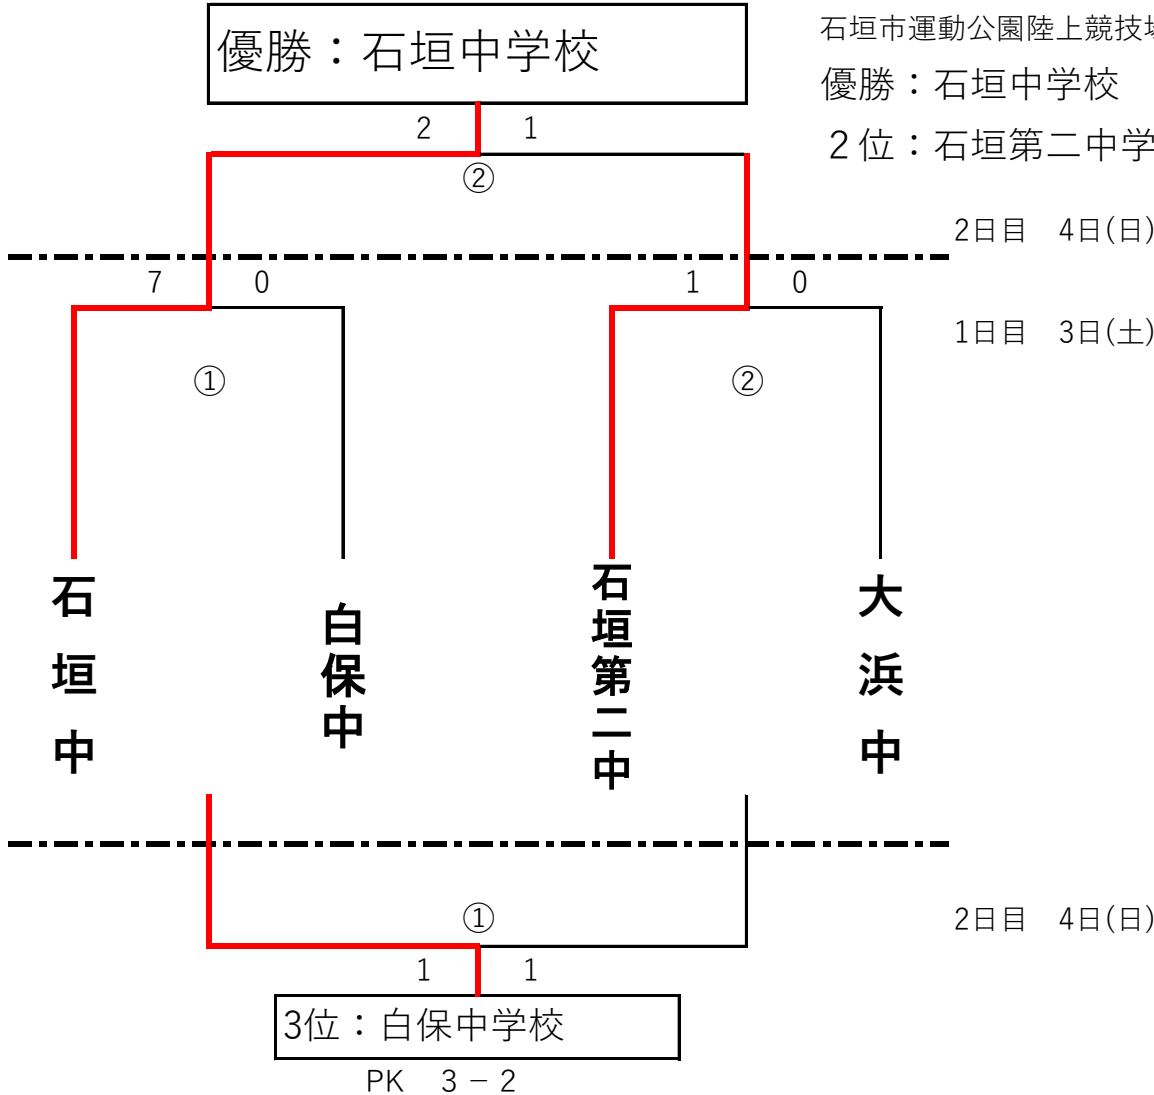 優勝：石垣中学校
石垣市運動公園陸上競技場
優勝：石垣中学校
２位：石垣第二中学
2 1
②
2日目　4日(日)
7 0 1 0
1日目　3日(土)
① ②
石垣中
白保中
石垣第二中
大浜中
①
2日目　4日(日)
1 1
3位：白保中学校
PK　3－2